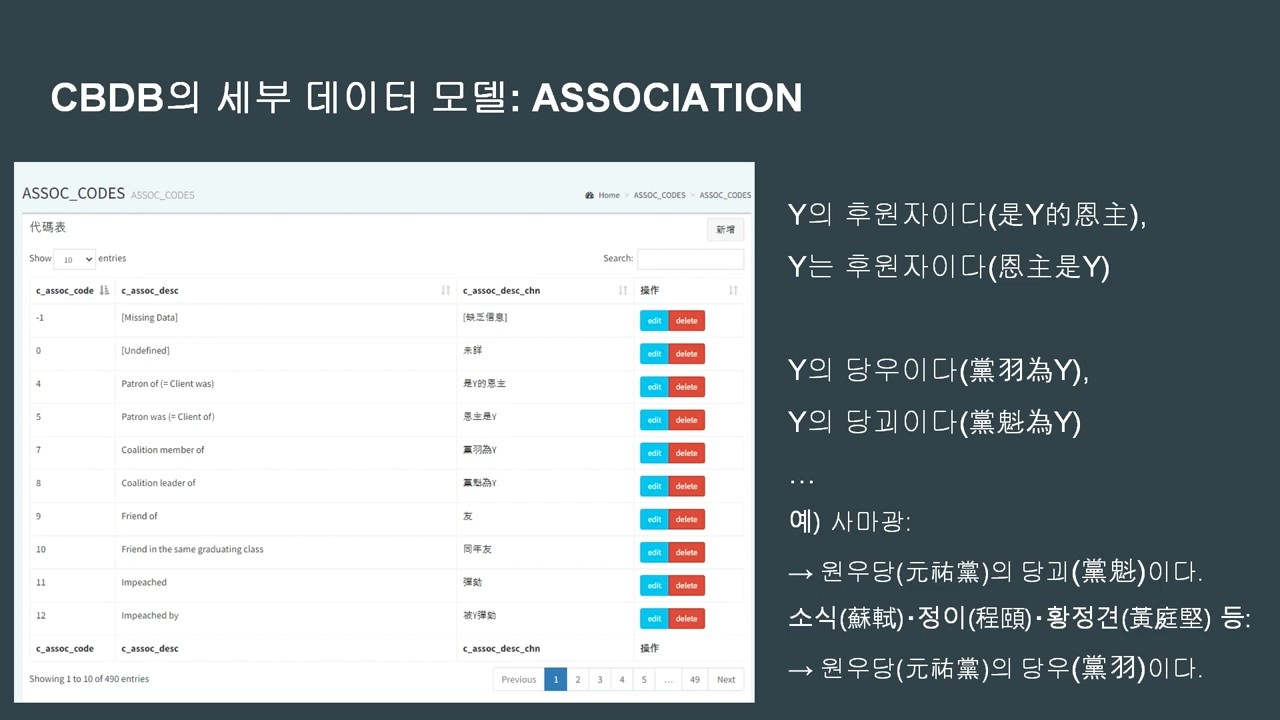 CBDB의 세부 데이터 모델: ASSOCIATION
ASSOC_CODES ASSOC_CODES
Home > ASSOC_CODES > ASSOC_CODES
代碼表
新增
Show 10 entries
Search:
c_assoc_code c_assoc_desc c_assoc_desc_chn 操作
-1 [Missing Data] [缺乏信息] edit delete
0 [Undefined] 未詳 edit delete
4 Patron of (= Client was) 是Y的恩主 edit delete
5 Patron was (= Client of) 恩主是Y edit delete
7 Coalition member of 黨羽為Y edit delete
8 Coalition leader of 黨魁為Y edit delete
9 Friend of 友 edit delete
10 Friend in the same graduating class 同年友 edit delete
11 Impeached 彈劾 edit delete
12 Impeached by 被Y彈劾 edit delete
c_assoc_code c_assoc_desc c_assoc_desc_chn 操作
Showing 1 to 10 of 490 entries
Previous 1 2 3 4 5 … 49 Next
Y의 후원자이다(是Y的恩主),
Y는 후원자이다(恩主是Y)
Y의 당우이다(黨羽為Y),
Y의 당괴이다(黨魁為Y)
…
예) 사마광:
→ 원우당(元祐黨)의 당괴(黨魁)이다.
소식(蘇軾)·정이(程頤)·황정견(黃庭堅) 등:
→ 원우당(元祐黨)의 당우(黨羽)이다.